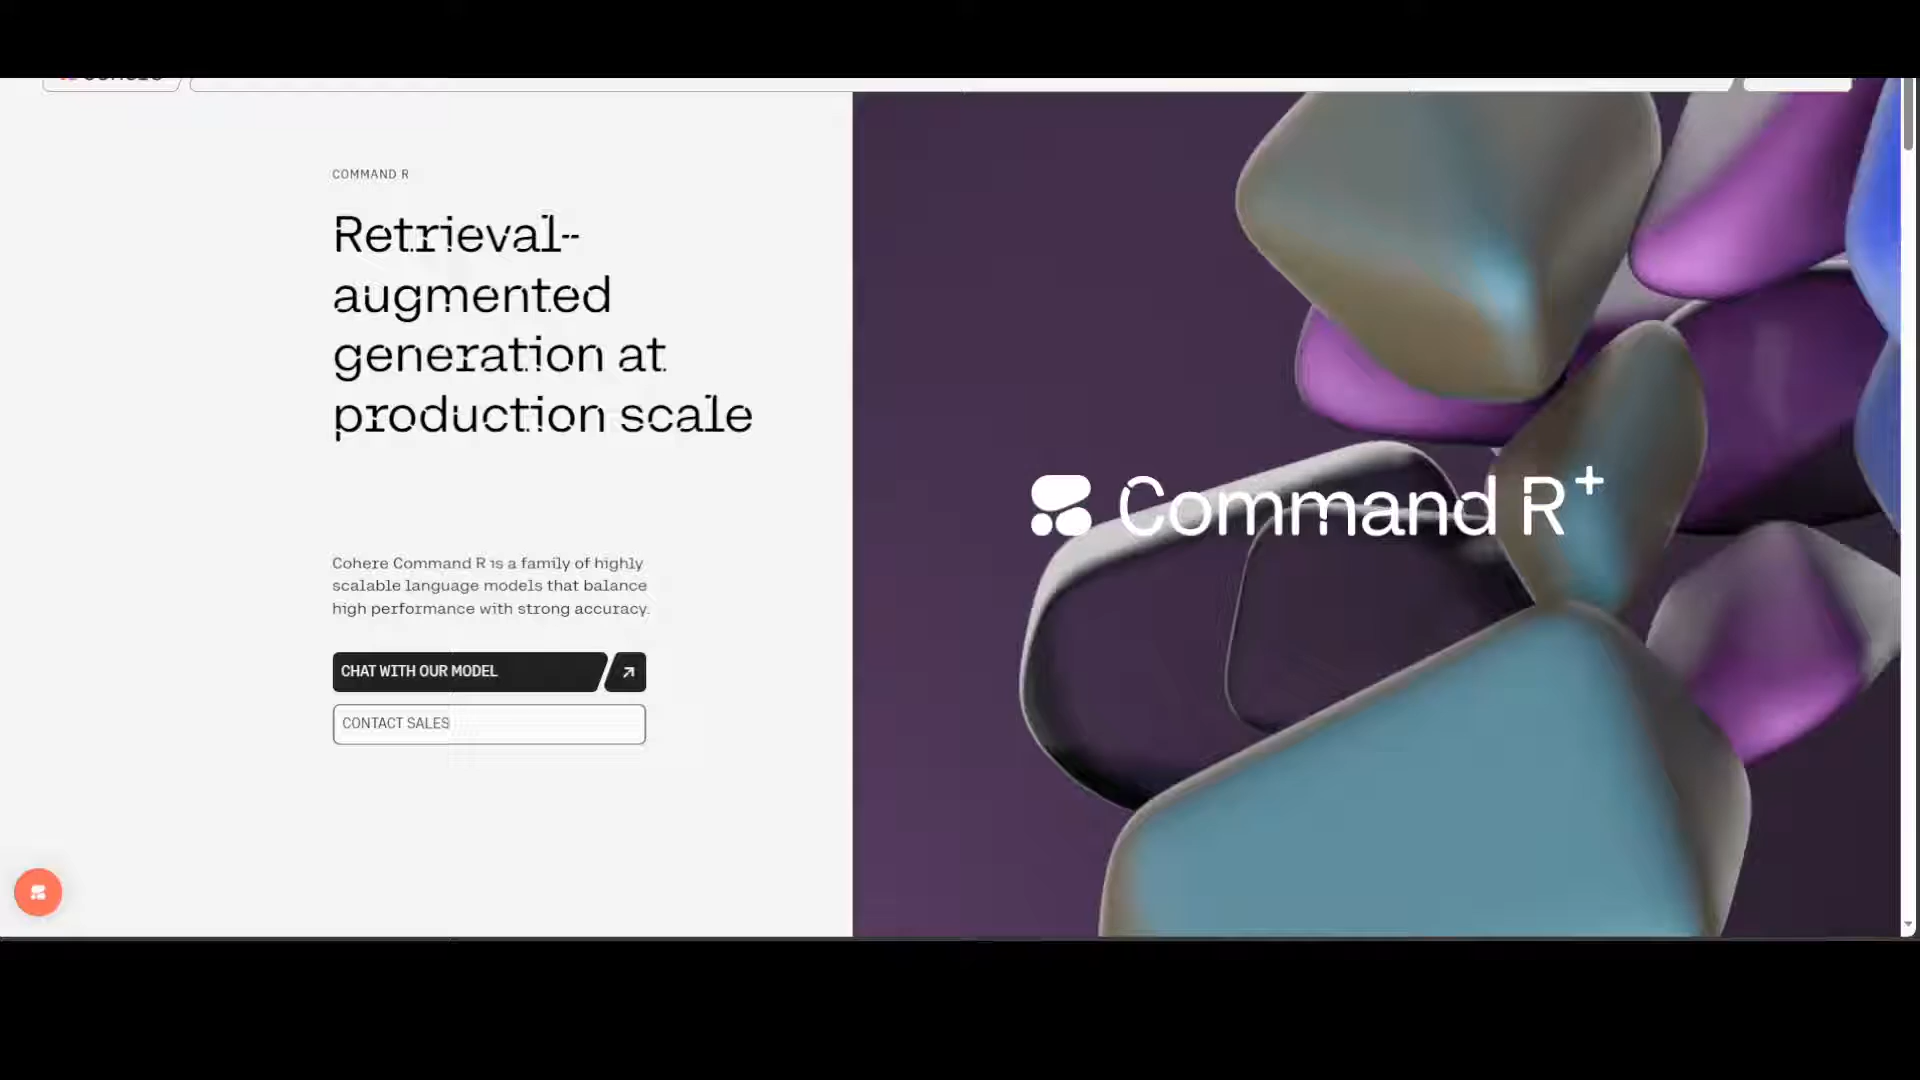 COMMAND R
Retrieval-
augmented
generation at
production scale
Cohere Command R is a family of highly
scalable language models that balance
high performance with strong accuracy.
CHAT WITH OUR MODEL
CONTACT SALES
Command R+